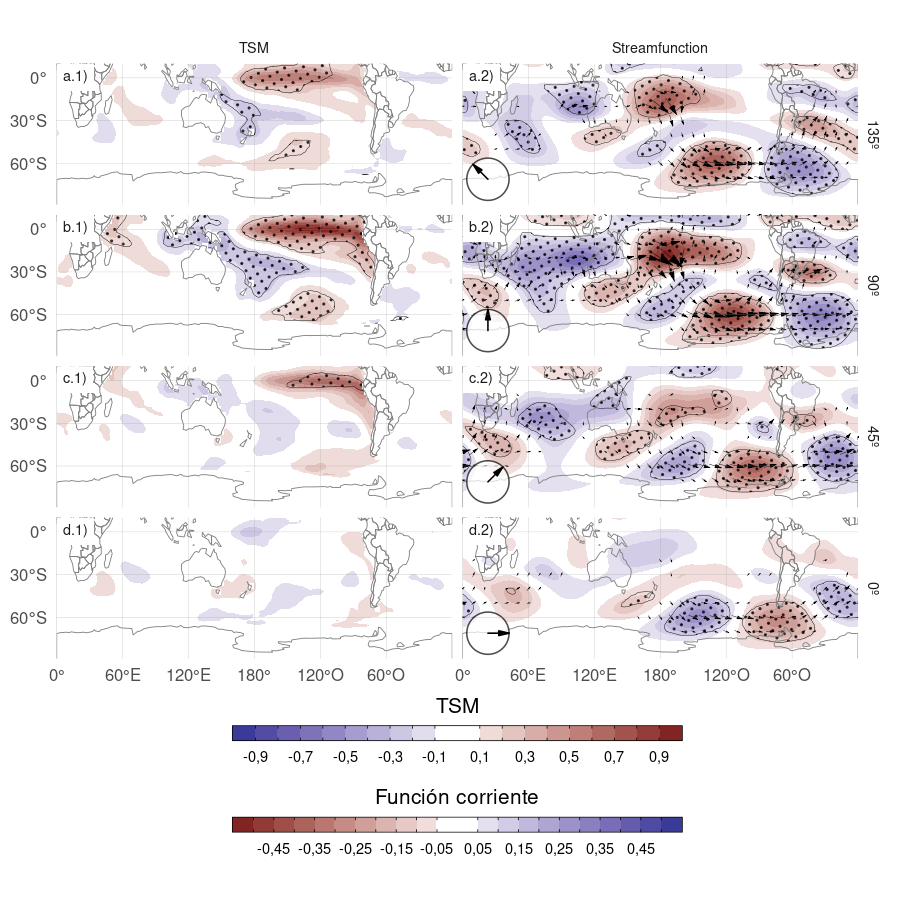 TSM Streamfunction
a.1) a.2)
0°
30°S
60°S
135º
b.1) b.2)
0°
30°S
60°S
90º
c.1) c.2)
0°
30°S
60°S
45º
d.1) d.2)
0°
30°S
60°S
0º
0° 60°E 120°E 180° 120°O 60°O 0° 60°E 120°E 180° 120°O 60°O
TSM
-0,9 -0,7 -0,5 -0,3 -0,1 0,1 0,3 0,5 0,7 0,9
Función corriente
-0,45 -0,35 -0,25 -0,15 -0,05 0,05 0,15 0,25 0,35 0,45